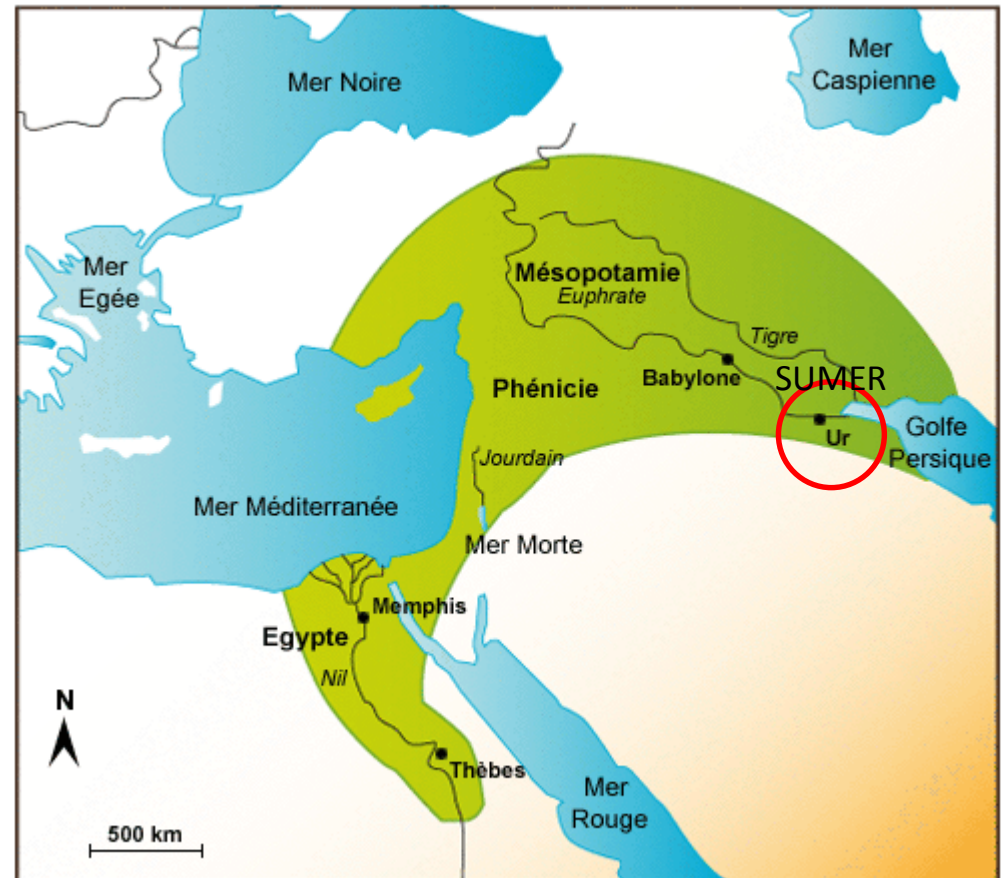 Mer Noire
Mer
Caspienne
Mer
Egée
Mésopotamie
Euphrate
Tigre
Babylone
SUMER
Phénicie
Ur
Golfe
Persique
Jourdain
Mer Méditerranée
Mer Morte
Memphis
Egypte
Nil
N
Thèbes
Mer
Rouge
500 km